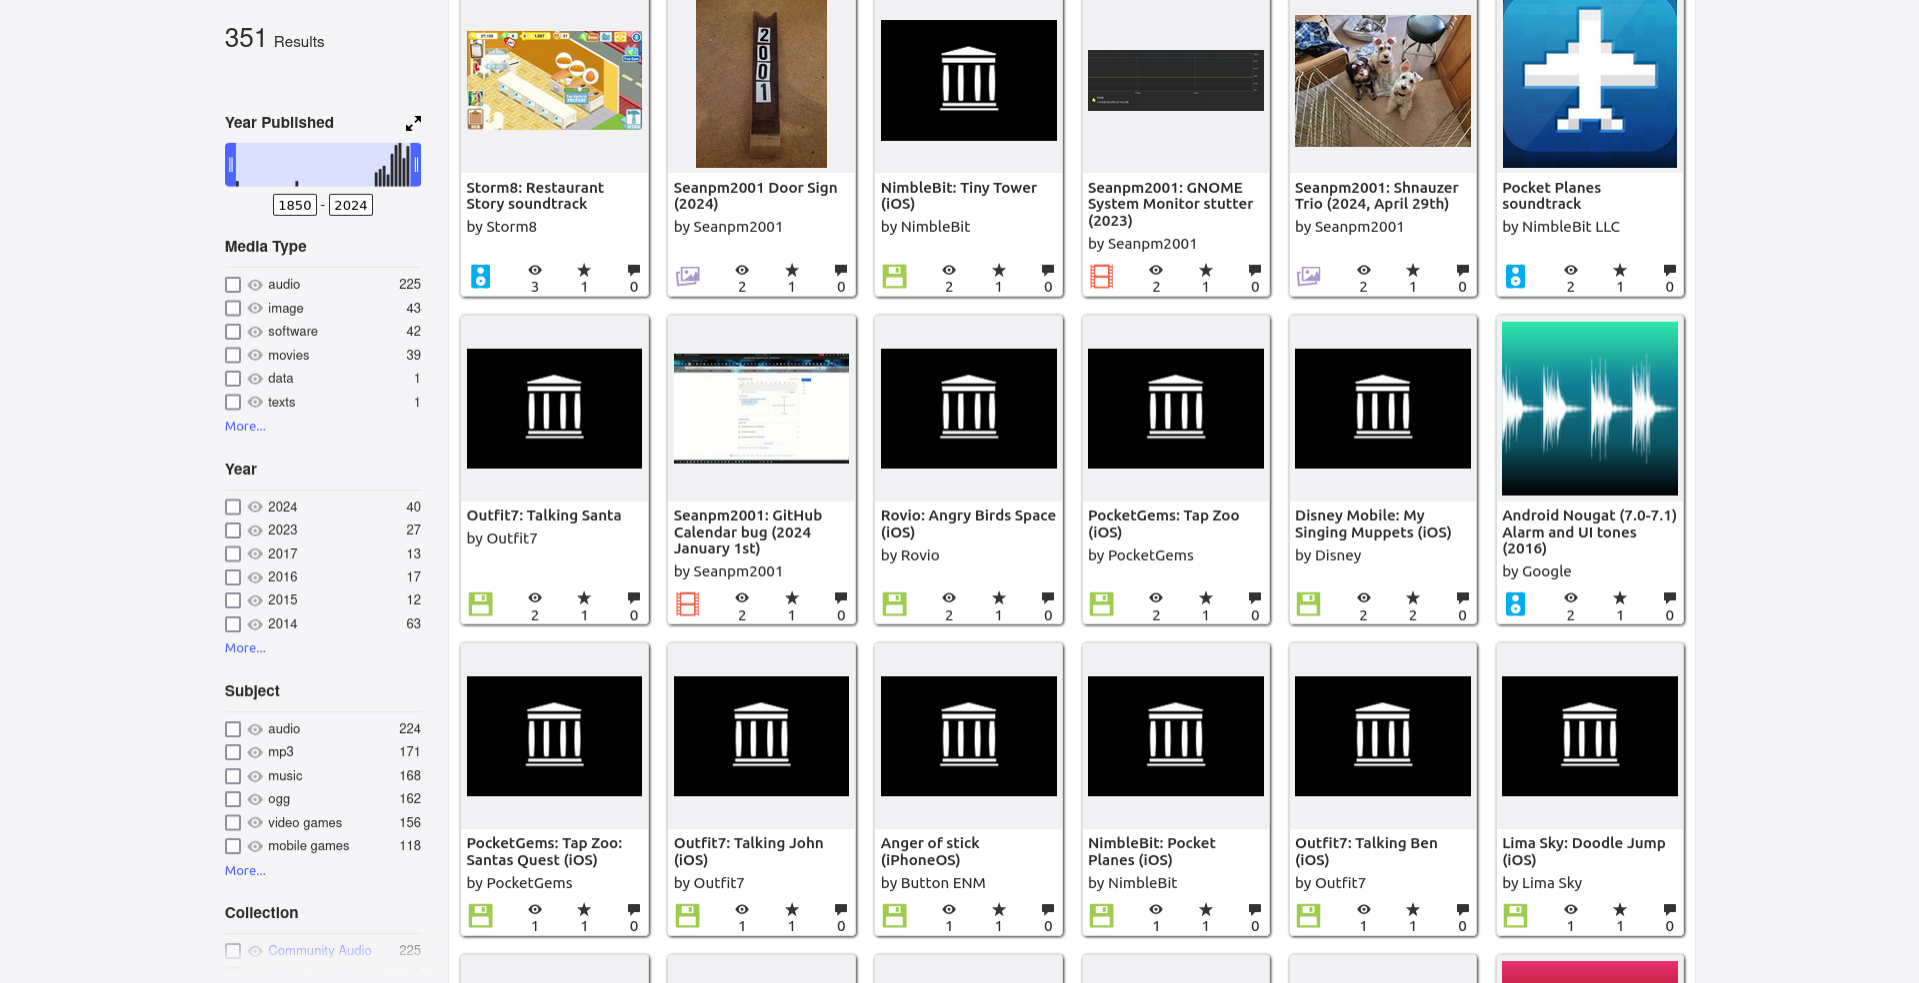 351 Results
Year Published
1850 - 2024
Media Type
audio 225
image 43
software 42
movies 39
data 1
texts 1
More...
Year
2024 40
2023 27
2017 13
2016 17
2015 12
2014 63
More...
Subject
audio 224
mp3 171
music 168
ogg 162
video games 156
mobile games 118
More...
Collection
Community Audio 225
Storm8: Restaurant
Story soundtrack
by Storm8
3 1 0
2001
Seanpm2001 Door Sign
(2024)
by Seanpm2001
2 1 0
NimbleBit: Tiny Tower
(iOS)
by NimbleBit
2 1 0
Seanpm2001: GNOME
System Monitor stutter
(2023)
by Seanpm2001
2 1 0
Seanpm2001: Shnauzer
Trio (2024, April 29th)
by Seanpm2001
2 1 0
Pocket Planes
soundtrack
by NimbleBit LLC
2 1 0
Outfit7: Talking Santa
by Outfit7
2 1 0
Seanpm2001: GitHub
Calendar bug (2024
January 1st)
by Seanpm2001
2 1 0
Rovio: Angry Birds Space
(iOS)
by Rovio
2 1 0
PocketGems: Tap Zoo
(iOS)
by PocketGems
2 1 0
Disney Mobile: My
Singing Muppets (iOS)
by Disney
2 2 0
Android Nougat (7.0-7.1)
Alarm and UI tones
(2016)
by Google
2 1 0
PocketGems: Tap Zoo:
Santas Quest (iOS)
by PocketGems
1 1 0
Outfit7: Talking John
(iOS)
by Outfit7
1 1 0
Anger of stick
(iPhoneOS)
by Button ENM
1 1 0
NimbleBit: Pocket
Planes (iOS)
by NimbleBit
1 1 0
Outfit7: Talking Ben
(iOS)
by Outfit7
1 1 0
Lima Sky: Doodle Jump
(iOS)
by Lima Sky
1 1 0